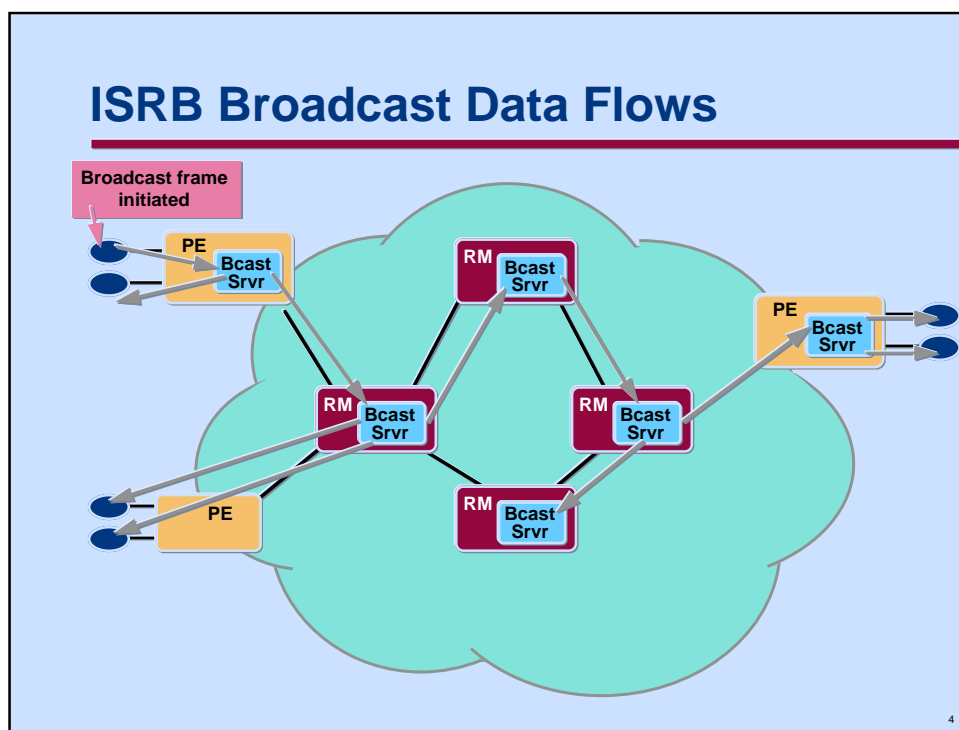 ISRB Broadcast Data Flows
Broadcast frame
initiated
PE
Bcast
Srvr
RM
Bcast
Srvr
PE
Bcast
Srvr
RM
Bcast
Srvr
RM
Bcast
Srvr
PE
RM
Bcast
Srvr
4